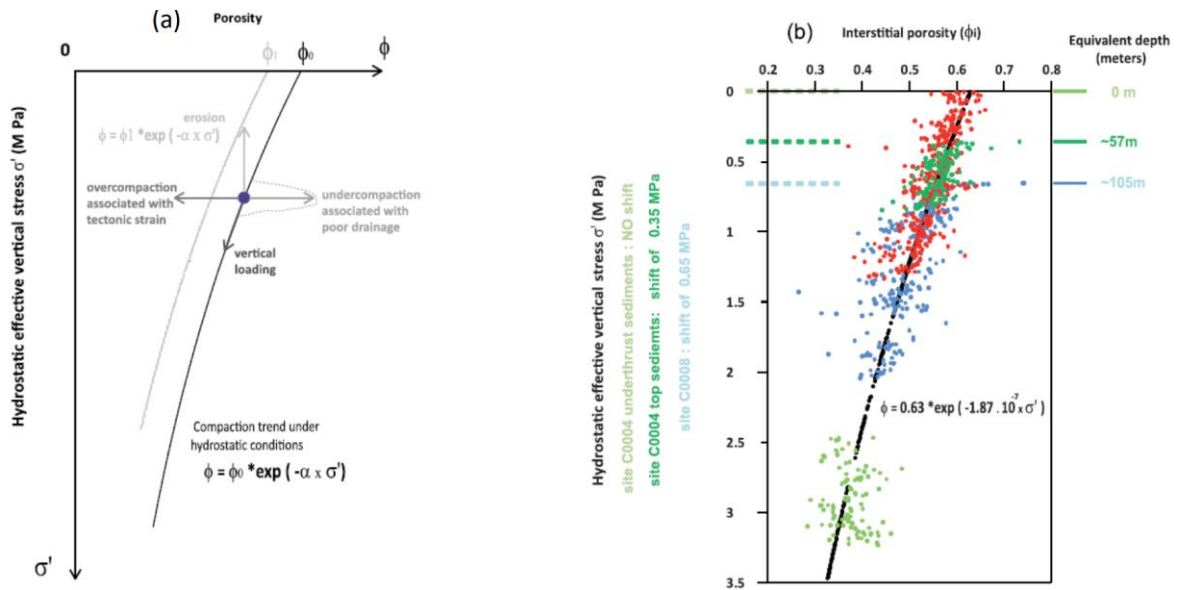 (a)
Porosity
0
ϕ1
ϕ0
ϕ
Hydrostatic effective vertical stress σ' (M Pa)
erosion
ϕ = ϕ1 *exp ( -α x σ')
overcompaction
associated with
tectonic strain
undercompaction
associated with
poor drainage
vertical
loading
Compaction trend under
hydrostatic conditions
ϕ = ϕ0 *exp ( -α x σ')
σ'
(b)
Interstitial porosity (ϕi)
Equivalent depth
(meters)
0.2 0.3 0.4 0.5 0.6 0.7 0.8
0
0.5
1
1.5
2
2.5
3
3.5
0 m
~57m
~105m
Hydrostatic effective vertical stress σ' (M Pa)
site C0004 underthrust sediments : NO shift
site C0004 top sediemts: shift of 0.35 MPa
site C0008 : shift of 0.65 MPa
ϕ = 0.63 *exp ( -1.87 . 10^-7 x σ' )